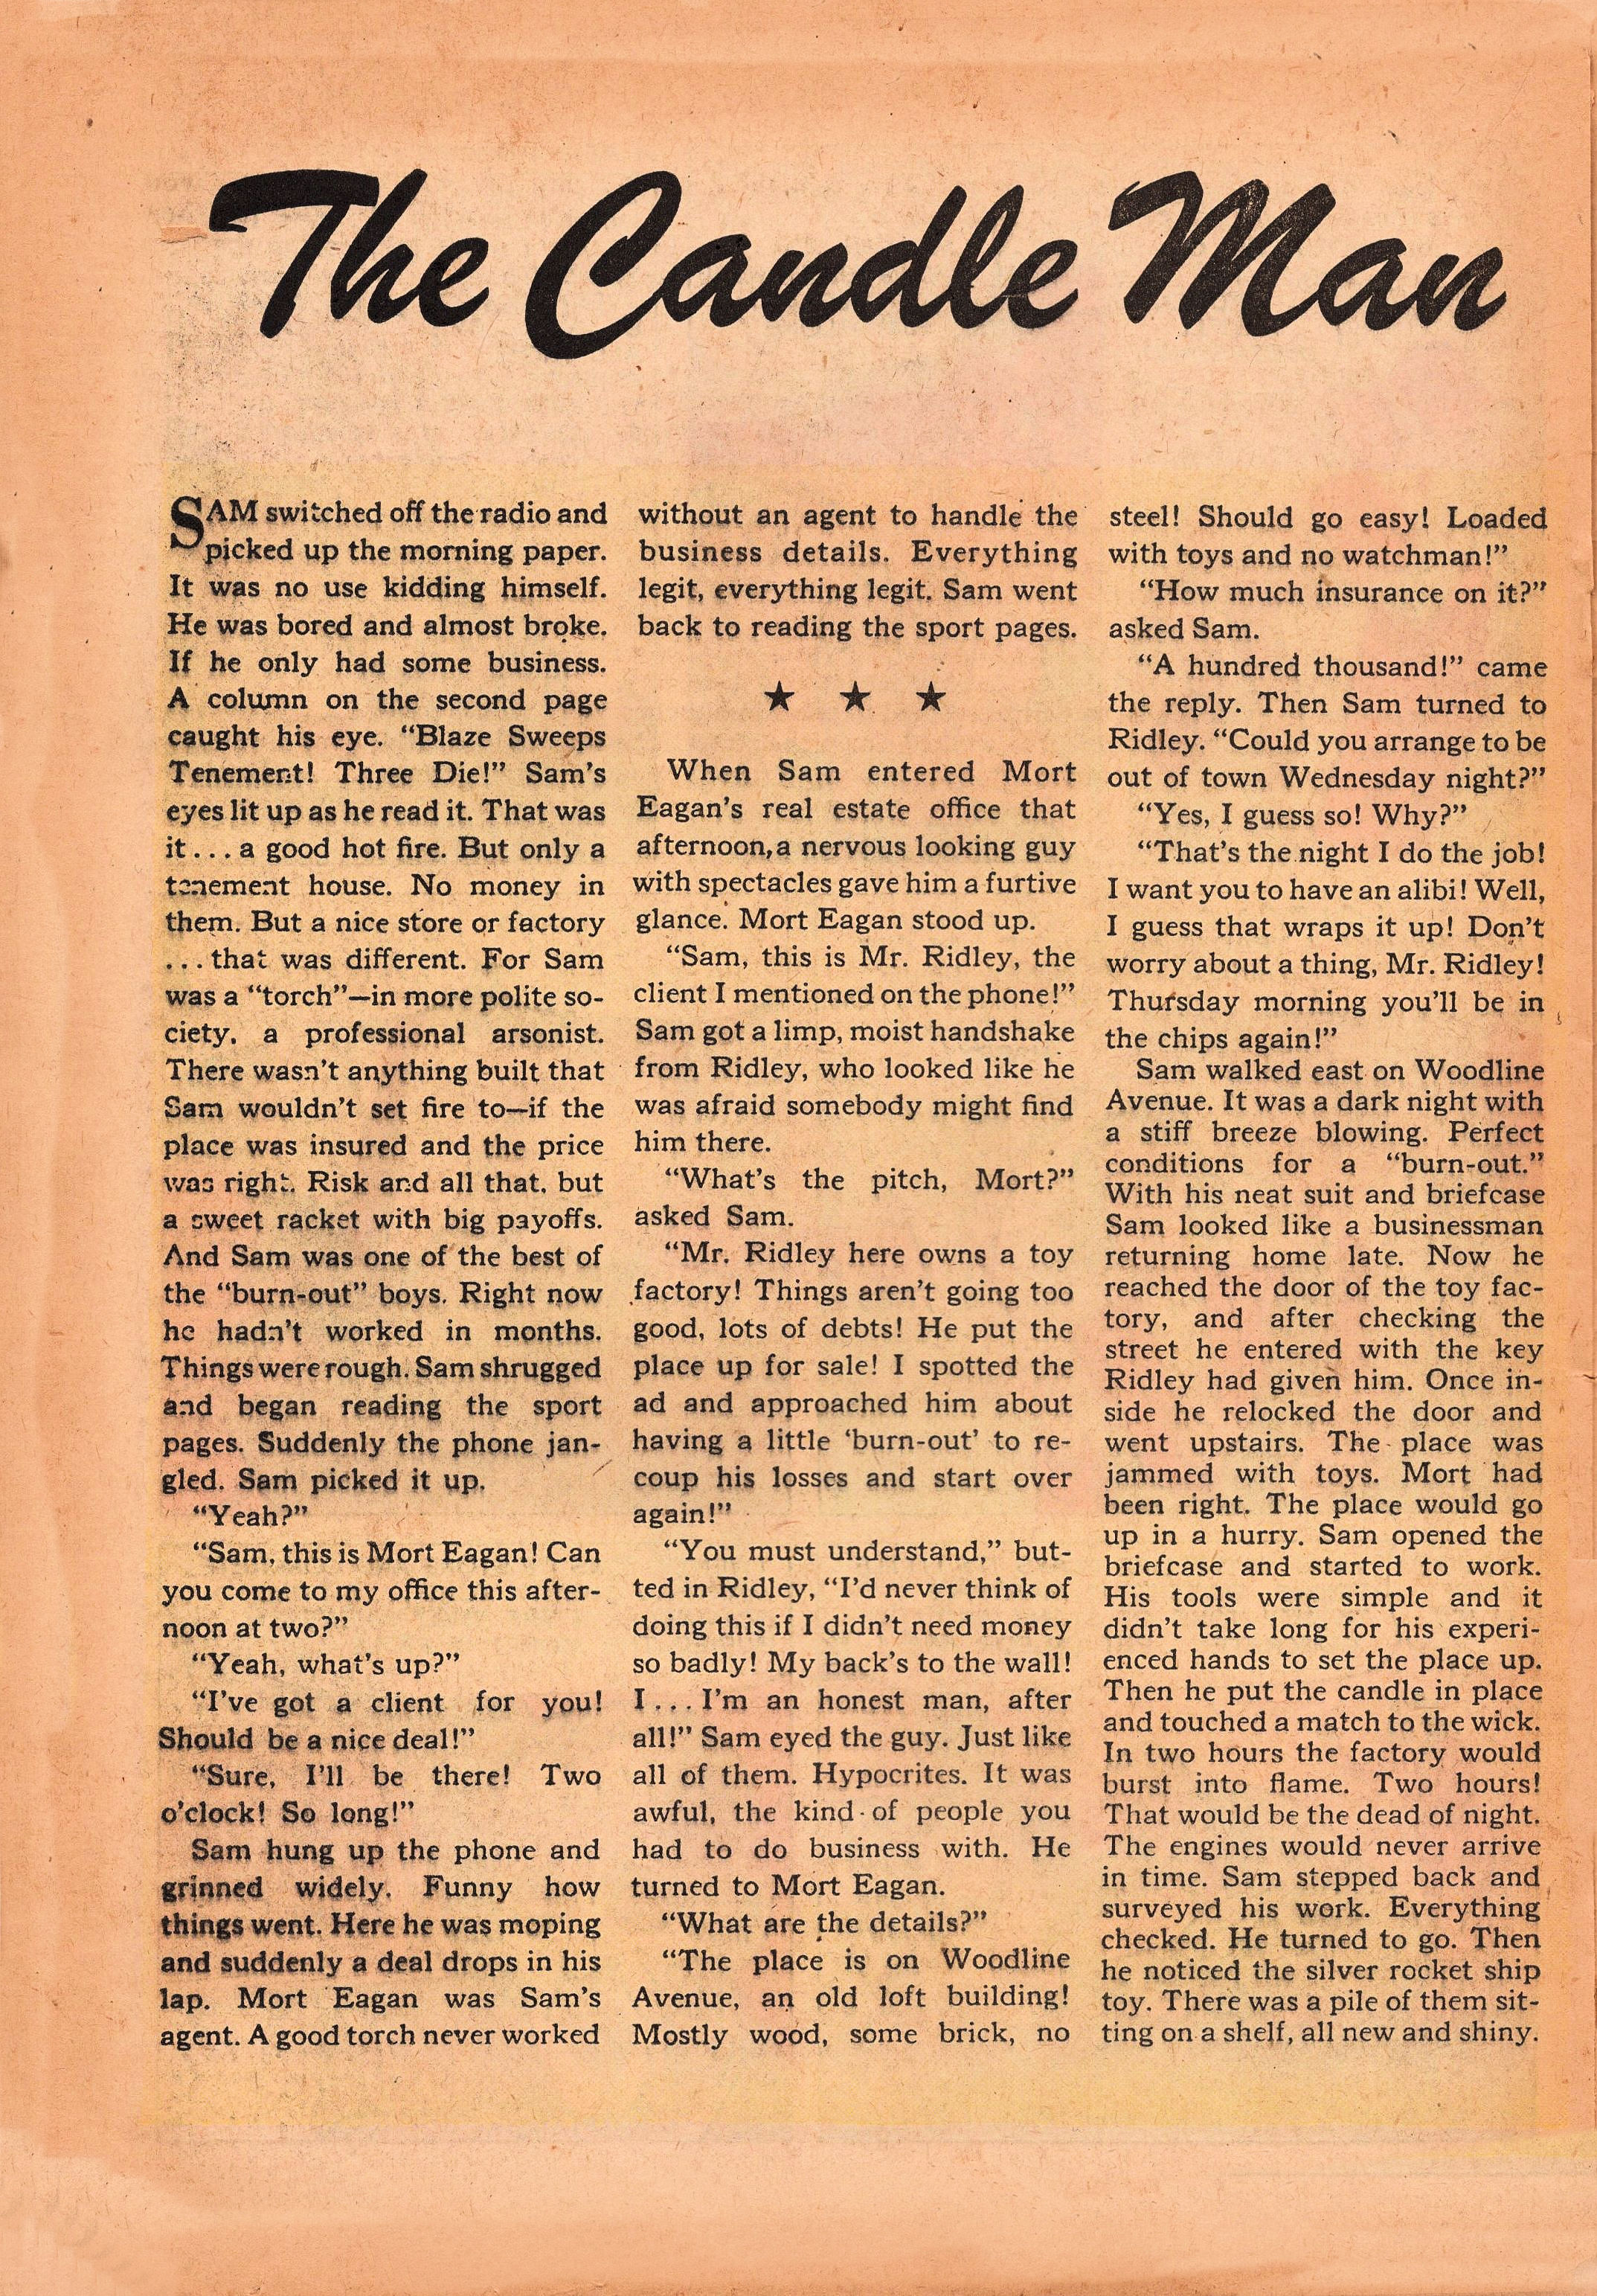 The Candle Man
SAM switched off the radio and
picked up the morning paper.
It was no use kidding himself.
He was bored and almost broke.
If he only had some business.
A column on the second page
caught his eye. “Blaze Sweeps
Tenement! Three Die!” Sam’s
eyes lit up as he read it. That was
it...a good hot fire. But only a
tenement house. No money in
them. But a nice store or factory
...that was different. For Sam
was a “torch”—in more polite so-
ciety, a professional arsonist.
There wasn’t anything built that
Sam wouldn’t set fire to—if the
place was insured and the price
was right. Risk and all that, but
a sweet racket with big payoffs.
And Sam was one of the best of
the “burn-out” boys. Right now
he hadn’t worked in months.
Things were rough. Sam shrugged
and began reading the sport
pages. Suddenly the phone jan-
gled. Sam picked it up.
“Yeah?”
“Sam, this is Mort Eagan! Can
you come to my office this after-
noon at two?”
“Yeah, what’s up?”
“I’ve got a client for you!
Should be a nice deal!”
“Sure, I’ll be there! Two
o’clock! So long!”
Sam hung up the phone and
grinned widely. Funny how
things went. Here he was moping
and suddenly a deal drops in his
lap. Mort Eagan was Sam’s
agent. A good torch never worked
without an agent to handle the
business details. Everything
legit, everything legit. Sam went
back to reading the sport pages.
★ ★ ★
When Sam entered Mort
Eagan’s real estate office that
afternoon, a nervous looking guy
with spectacles gave him a furtive
glance. Mort Eagan stood up.
“Sam, this is Mr. Ridley, the
client I mentioned on the phone!”
Sam got a limp, moist handshake
from Ridley, who looked like he
was afraid somebody might find
him there.
“What’s the pitch, Mort?”
asked Sam.
“Mr. Ridley here owns a toy
factory! Things aren’t going too
good, lots of debts! He put the
place up for sale! I spotted the
ad and approached him about
having a little ‘burn-out’ to re-
coup his losses and start over
again!”
“You must understand,” but-
ted in Ridley, “I’d never think of
doing this if I didn’t need money
so badly! My back’s to the wall!
I...I’m an honest man, after
all!” Sam eyed the guy. Just like
all of them. Hypocrites. It was
awful, the kind of people you
had to do business with. He
turned to Mort Eagan.
“What are the details?”
“The place is on Woodline
Avenue, an old loft building!
Mostly wood, some brick, no
steel! Should go easy! Loaded
with toys and no watchman!”
“How much insurance on it?”
asked Sam.
“A hundred thousand!” came
the reply. Then Sam turned to
Ridley. “Could you arrange to be
out of town Wednesday night?”
“Yes, I guess so! Why?”
“That’s the night I do the job!
I want you to have an alibi! Well,
I guess that wraps it up! Don’t
worry about a thing, Mr. Ridley!
Thursday morning you’ll be in
the chips again!”
Sam walked east on Woodline
Avenue. It was a dark night with
a stiff breeze blowing. Perfect
conditions for a “burn-out.”
With his neat suit and briefcase
Sam looked like a businessman
returning home late. Now he
reached the door of the toy fac-
tory, and after checking the
street he entered with the key
Ridley had given him. Once in-
side he relocked the door and
went upstairs. The place was
jammed with toys. Mort had
been right. The place would go
up in a hurry. Sam opened the
briefcase and started to work.
His tools were simple and it
didn’t take long for his experi-
enced hands to set the place up.
Then he put the candle in place
and touched a match to the wick.
In two hours the factory would
burst into flame. Two hours!
That would be the dead of night.
The engines would never arrive
in time. Sam stepped back and
surveyed his work. Everything
checked. He turned to go. Then
he noticed the silver rocket ship
toy. There was a pile of them sit-
ting on a shelf, all new and shiny.